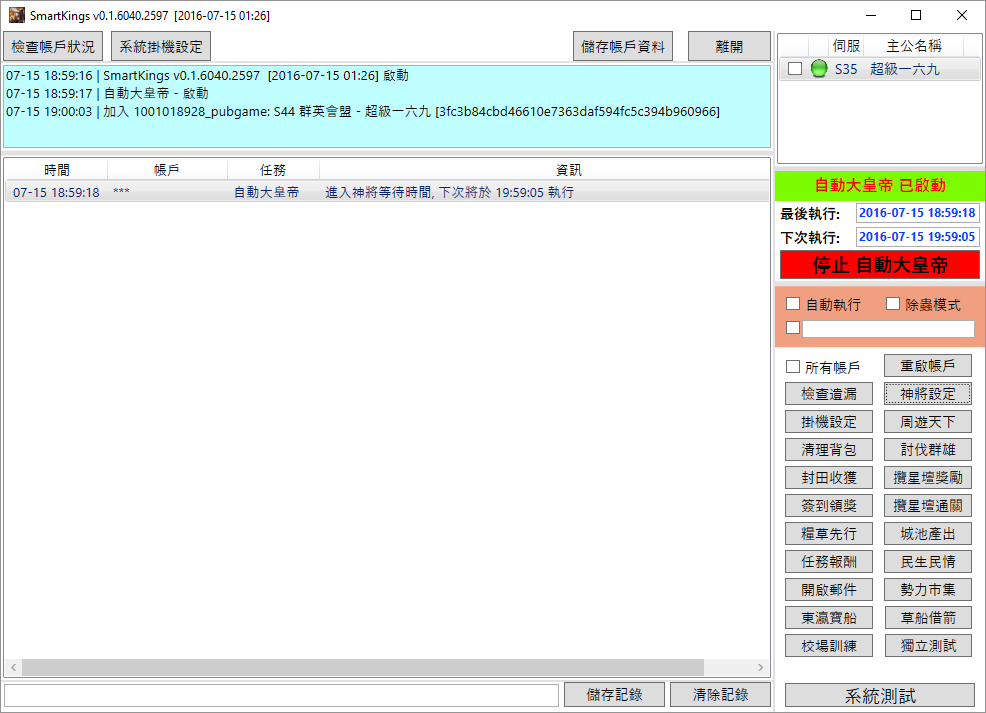 SmartKings v0.1.6040.2597 [2016-07-15 01:26]
檢查帳戶狀況 系統掛機設定 儲存帳戶資料 離開
07-15 18:59:16 | SmartKings v0.1.6040.2597 [2016-07-15 01:26] 啟動
07-15 18:59:17 | 自動大皇帝 - 啟動
07-15 19:00:03 | 加入 1001018928_pubgame: S44 群英會盟 - 超級一六九 [3fc3b84cbd46610e7363daf594fc5c394b960966]
時間 帳戶 任務 資訊
07-15 18:59:18 *** 自動大皇帝 進入神將等待時間, 下次將於 19:59:05 執行
儲存記錄 清除記錄
伺服 主公名稱
S35 超級一六九
自動大皇帝 已啟動
最後執行: 2016-07-15 18:59:18
下次執行: 2016-07-15 19:59:05
停止 自動大皇帝
自動執行 除蟲模式
所有帳戶 重啟帳戶
檢查遺漏 神將設定
掛機設定 周遊天下
清理背包 討伐群雄
封田收獲 攬星壇獎勵
簽到領獎 攬星壇通關
糧草先行 城池產出
任務報酬 民生民情
開啟郵件 勢力市集
東瀛寶船 草船借箭
校場訓練 獨立測試
系統測試